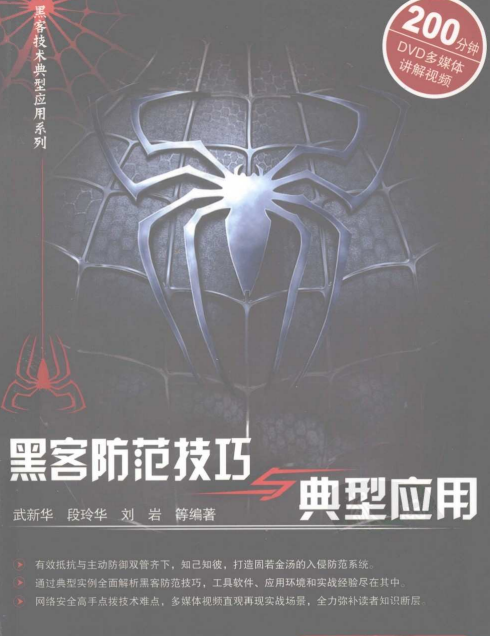 黑客技术典型应用系列
200分钟
DVD多媒体
讲解视频
黑客防范技巧
与典型应用
武新华 段玲华 刘岩 等编著
有效抵抗与主动防御双管齐下，知己知彼，打造固若金汤的入侵防范系统。
通过典型实例全面解析黑客防范技巧，工具软件、应用环境和实战经验尽在其中。
网络安全高手点拨技术难点，多媒体视频直观再现实战场景，全力弥补读者知识断层。